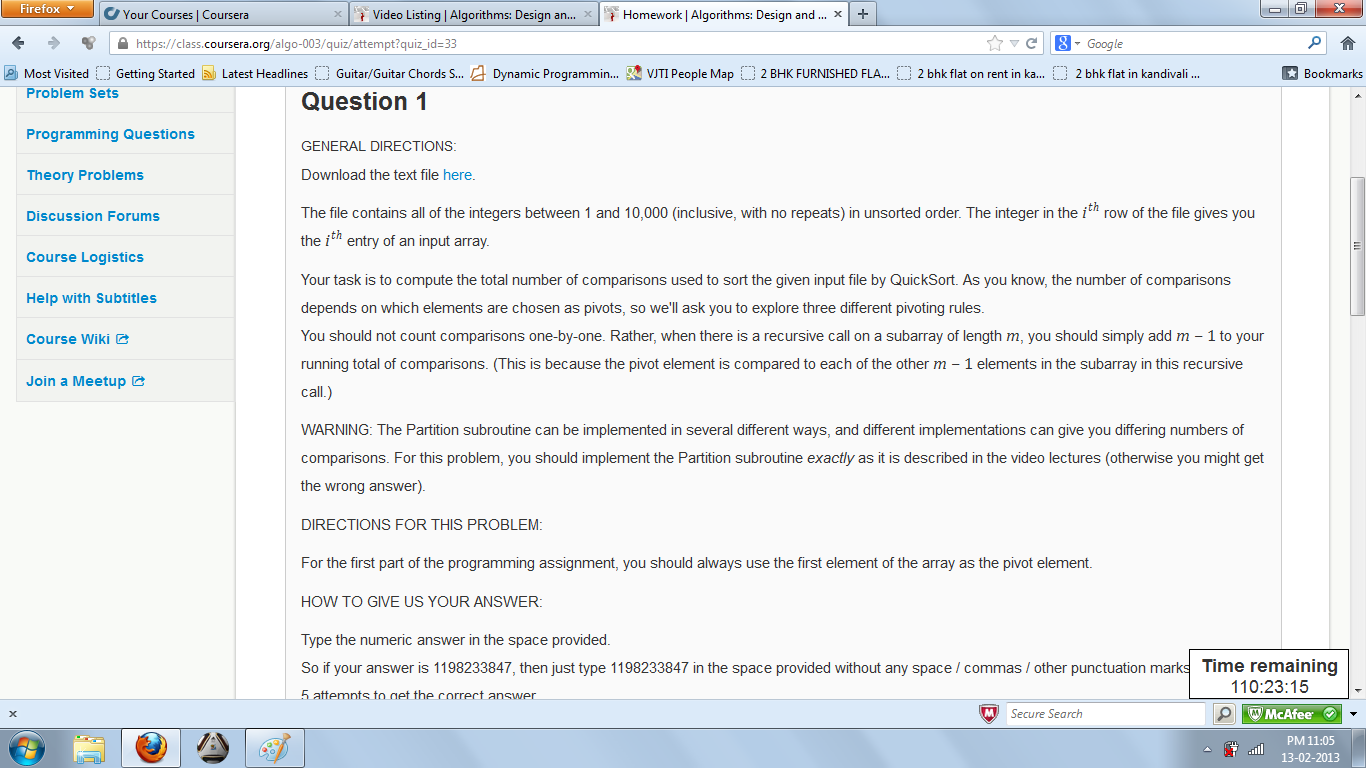 Firefox
Your Courses | Coursera
Video Listing | Algorithms: Design an...
Homework | Algorithms: Design and ...
https://class.coursera.org/algo-003/quiz/attempt?quiz_id=33
Google
Most Visited
Getting Started
Latest Headlines
Guitar/Guitar Chords S...
Dynamic Programmin...
VJTI People Map
2 BHK FURNISHED FLA...
2 bhk flat on rent in ka...
2 bhk flat in kandivali ...
Bookmarks
Problem Sets
Programming Questions
Theory Problems
Discussion Forums
Course Logistics
Help with Subtitles
Course Wiki
Join a Meetup
Question 1
GENERAL DIRECTIONS:
Download the text file here.
The file contains all of the integers between 1 and 10,000 (inclusive, with no repeats) in unsorted order. The integer in the i^th row of the file gives you
the i^th entry of an input array.
Your task is to compute the total number of comparisons used to sort the given input file by QuickSort. As you know, the number of comparisons
depends on which elements are chosen as pivots, so we'll ask you to explore three different pivoting rules.
You should not count comparisons one-by-one. Rather, when there is a recursive call on a subarray of length m, you should simply add m − 1 to your
running total of comparisons. (This is because the pivot element is compared to each of the other m − 1 elements in the subarray in this recursive
call.)
WARNING: The Partition subroutine can be implemented in several different ways, and different implementations can give you differing numbers of
comparisons. For this problem, you should implement the Partition subroutine exactly as it is described in the video lectures (otherwise you might get
the wrong answer).
DIRECTIONS FOR THIS PROBLEM:
For the first part of the programming assignment, you should always use the first element of the array as the pivot element.
HOW TO GIVE US YOUR ANSWER:
Type the numeric answer in the space provided.
So if your answer is 1198233847, then just type 1198233847 in the space provided without any space / commas / other punctuation marks
5 attempts to get the correct answer
Time remaining
110:23:15
x
Secure Search
McAfee
PM 11:05
13-02-2013